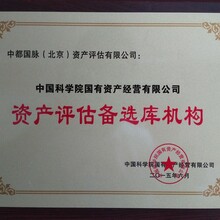 中都国脉（北京）资产评估有限公司：
中国科学院国有资产经营有限公司
资产评估备选库机构
中国科学院国有资产经营有限公司
二〇一五年六月